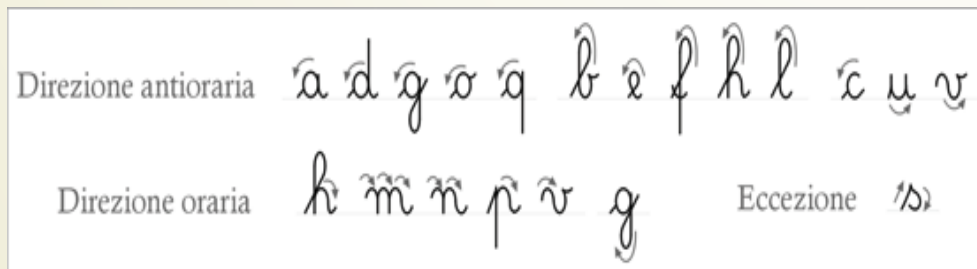 Direzione antioraria a d g o q b e f h l c u v
Direzione oraria h m n p v g Eccezione s